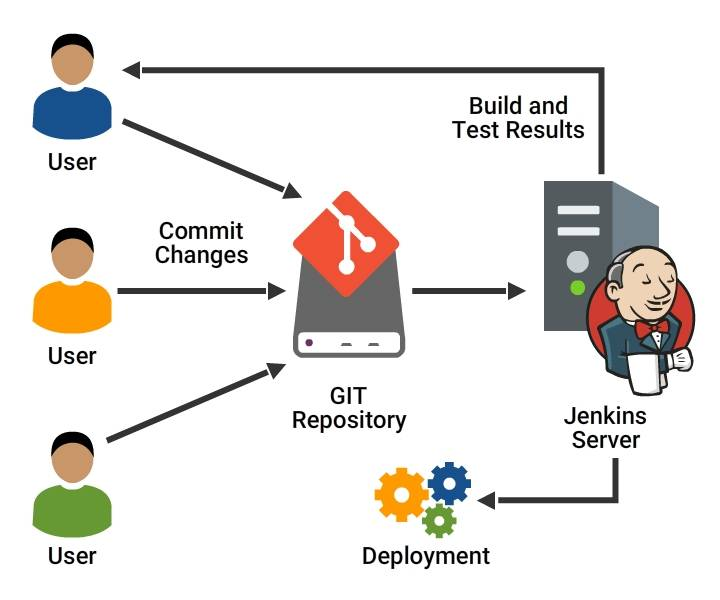 User
Build and
Test Results
Commit
Changes
User
GIT
Repository
Jenkins
Server
User
Deployment